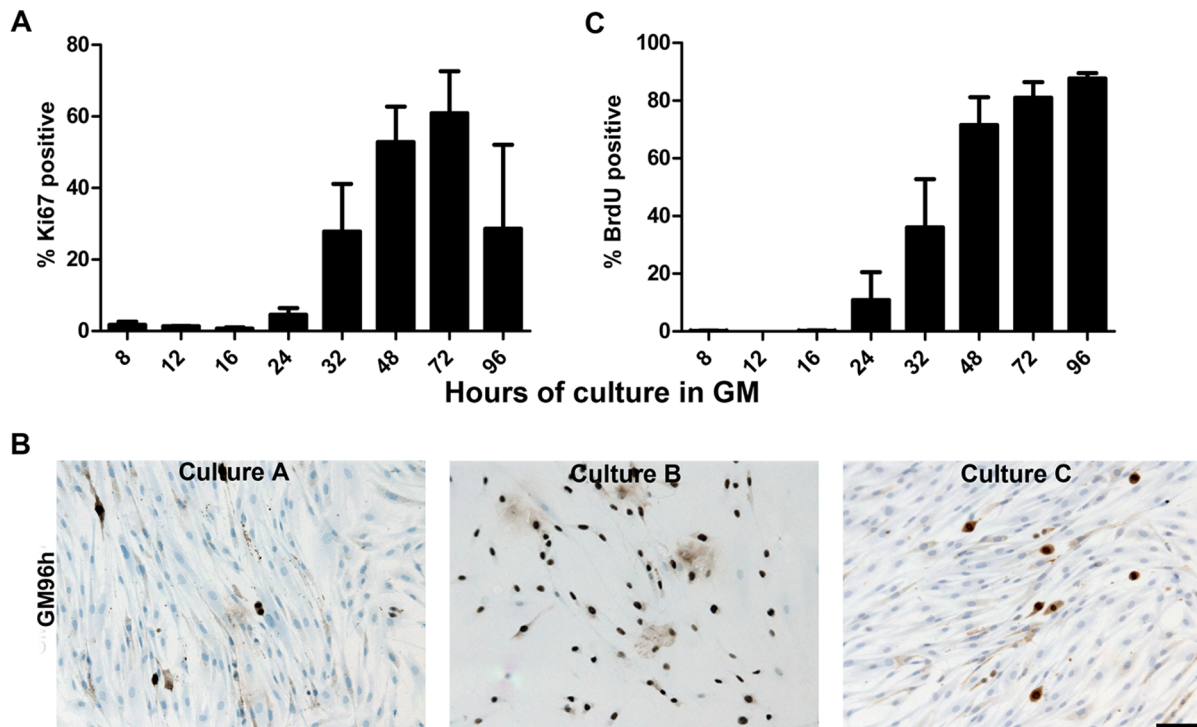 A
% Ki67 positive
80
60
40
20
0
8 12 16 24 32 48 72 96
C
% BrdU positive
100
80
60
40
20
0
8 12 16 24 32 48 72 96
Hours of culture in GM
B
GM96h
Culture A
Culture B
Culture C